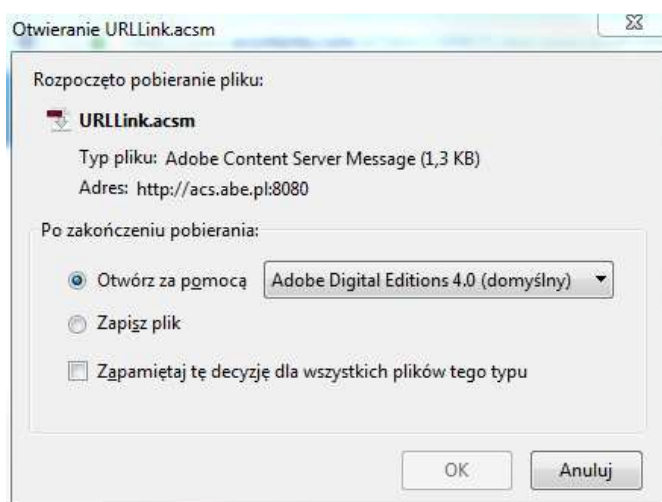 Otwieranie URLLink.acsm
Rozpoczęto pobieranie pliku:
URLLink.acsm
Typ pliku: Adobe Content Server Message (1,3 KB)
Adres: http://acs.abe.pl:8080
Po zakończeniu pobierania:
Otwórz za pomocą Adobe Digital Editions 4.0 (domyślny)
Zapisz plik
Zapamiętaj tę decyzję dla wszystkich plików tego typu
OK Anuluj